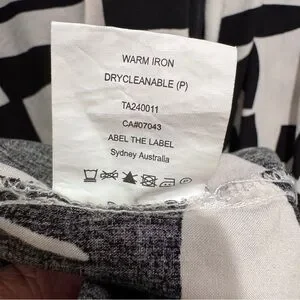 WARM IRON
DRYCLEANABLE (P)
TA240011
CA#07043
ABEL THE LABEL
Sydney Australia